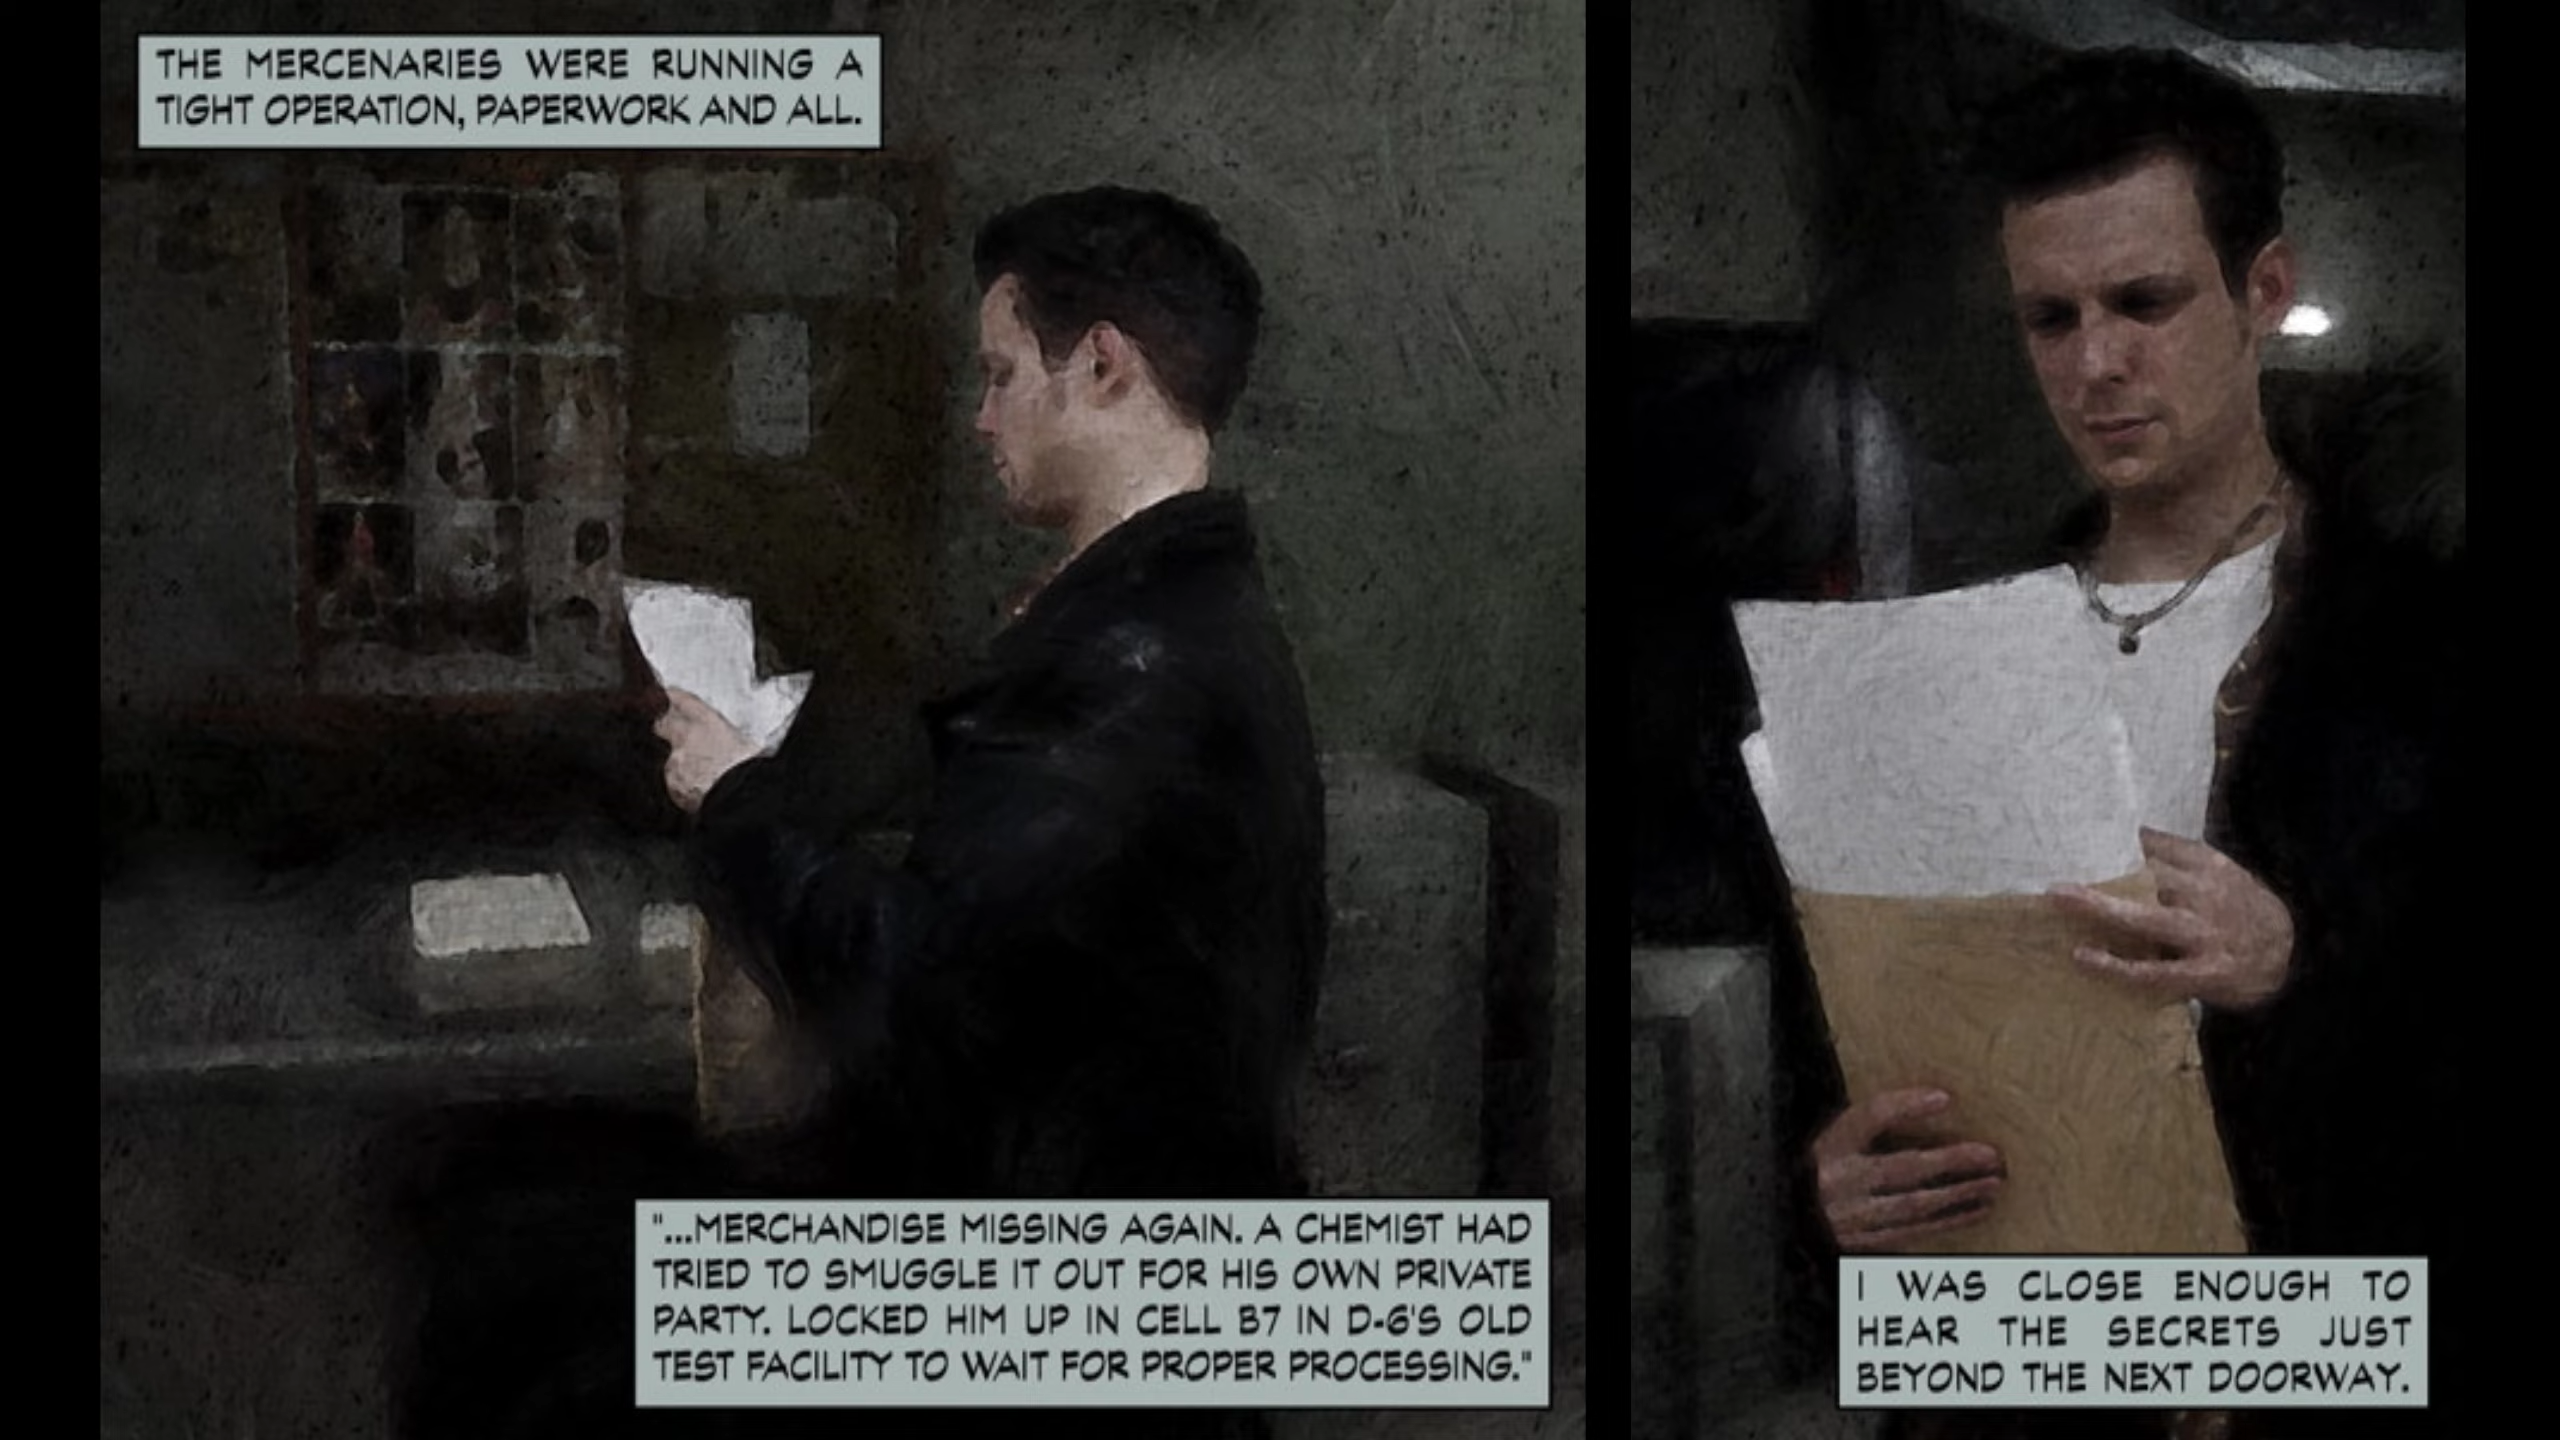 THE MERCENARIES WERE RUNNING A
TIGHT OPERATION, PAPERWORK AND ALL.
"...MERCHANDISE MISSING AGAIN. A CHEMIST HAD
TRIED TO SMUGGLE IT OUT FOR HIS OWN PRIVATE
PARTY. LOCKED HIM UP IN CELL B7 IN D-6'S OLD
TEST FACILITY TO WAIT FOR PROPER PROCESSING."
I WAS CLOSE ENOUGH TO
HEAR THE SECRETS JUST
BEYOND THE NEXT DOORWAY.